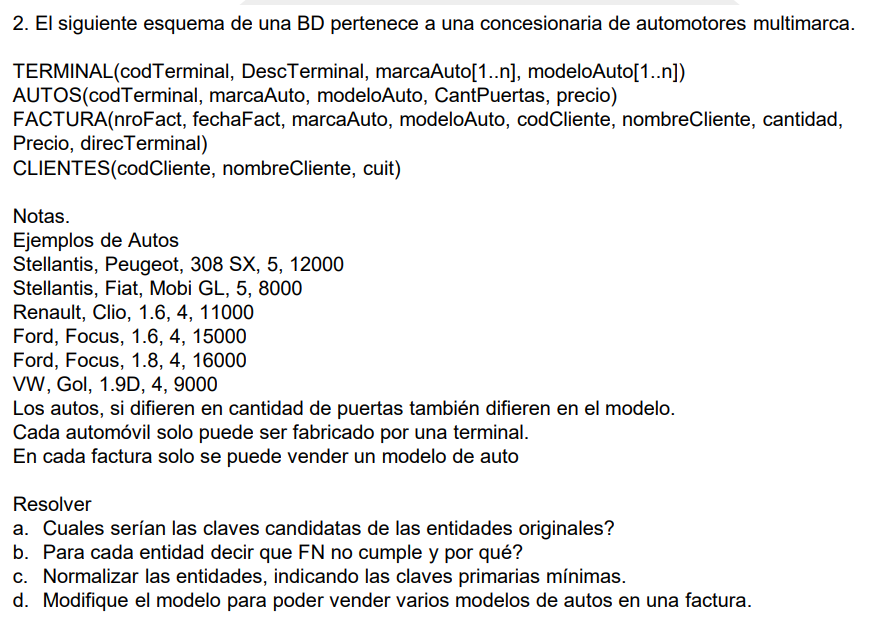 2. El siguiente esquema de una BD pertenece a una concesionaria de automotores multimarca.
TERMINAL(codTerminal, DescTerminal, marcaAuto[1..n], modeloAuto[1..n])
AUTOS(codTerminal, marcaAuto, modeloAuto, CantPuertas, precio)
FACTURA(nroFact, fechaFact, marcaAuto, modeloAuto, codCliente, nombreCliente, cantidad,
Precio, direcTerminal)
CLIENTES(codCliente, nombreCliente, cuit)
Notas.
Ejemplos de Autos
Stellantis, Peugeot, 308 SX, 5, 12000
Stellantis, Fiat, Mobi GL, 5, 8000
Renault, Clio, 1.6, 4, 11000
Ford, Focus, 1.6, 4, 15000
Ford, Focus, 1.8, 4, 16000
VW, Gol, 1.9D, 4, 9000
Los autos, si difieren en cantidad de puertas también difieren en el modelo.
Cada automóvil solo puede ser fabricado por una terminal.
En cada factura solo se puede vender un modelo de auto
Resolver
a. Cuales serían las claves candidatas de las entidades originales?
b. Para cada entidad decir que FN no cumple y por qué?
c. Normalizar las entidades, indicando las claves primarias mínimas.
d. Modifique el modelo para poder vender varios modelos de autos en una factura.